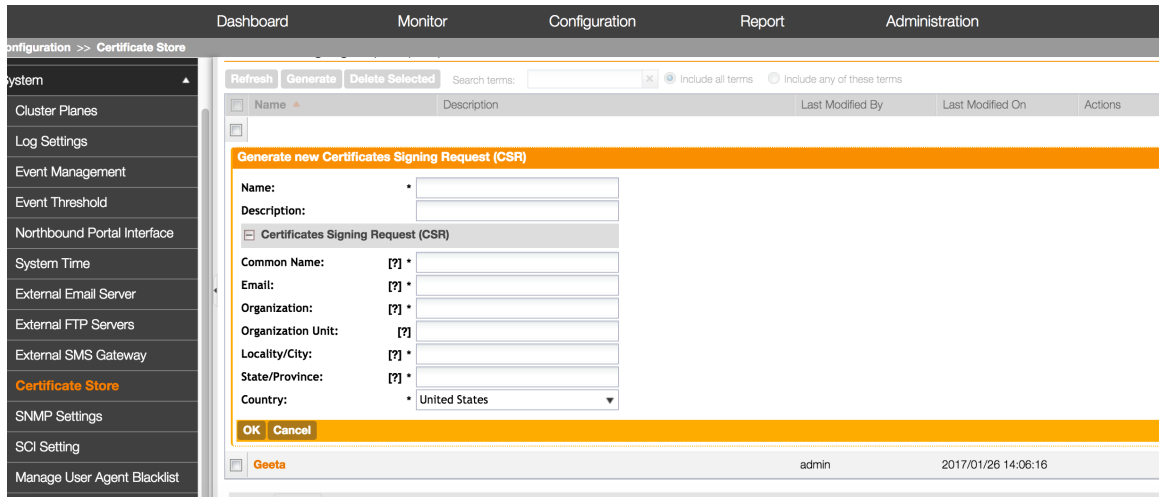 Dashboard Monitor Configuration Report Administration
onfiguration >> Certificate Store
ystem
Cluster Planes
Log Settings
Event Management
Event Threshold
Northbound Portal Interface
System Time
External Email Server
External FTP Servers
External SMS Gateway
Certificate Store
SNMP Settings
SCI Setting
Manage User Agent Blacklist
Refresh Generate Delete Selected Search terms: × Include all terms Include any of these terms
Name Description Last Modified By Last Modified On Actions
Generate new Certificates Signing Request (CSR)
Name: *
Description:
Certificates Signing Request (CSR)
Common Name: [?] *
Email: [?] *
Organization: [?] *
Organization Unit: [?]
Locality/City: [?] *
State/Province: [?] *
Country: * United States
OK Cancel
Geeta admin 2017/01/26 14:06:16